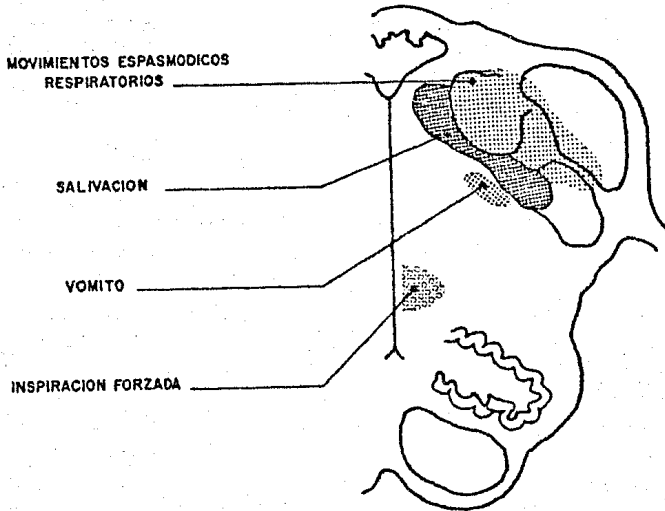 MOVIMIENTOS ESPASMODICOS
RESPIRATORIOS
SALIVACION
VOMITO
INSPIRACION FORZADA